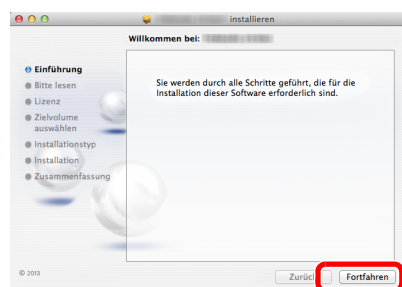 installieren
Willkommen bei:
Einführung
Bitte lesen
Lizenz
Zielvolume
auswählen
Installationstyp
Installation
Zusammenfassung
Sie werden durch alle Schritte geführt, die für die
Installation dieser Software erforderlich sind.
© 2013
Zurück
Fortfahren